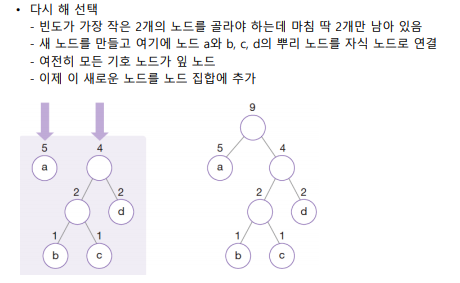 • 다시 해 선택
- 빈도가 가장 작은 2개의 노드를 골라야 하는데 마침 딱 2개만 남아 있음
- 새 노드를 만들고 여기에 노드 a와 b, c, d의 뿌리 노드를 자식 노드로 연결
- 여전히 모든 기호 노드가 잎 노드
- 이제 이 새로운 노드를 노드 집합에 추가
9
5 4
a
2 2
d
1 1
b c
5 4
a
2 2
d
1 1
b c